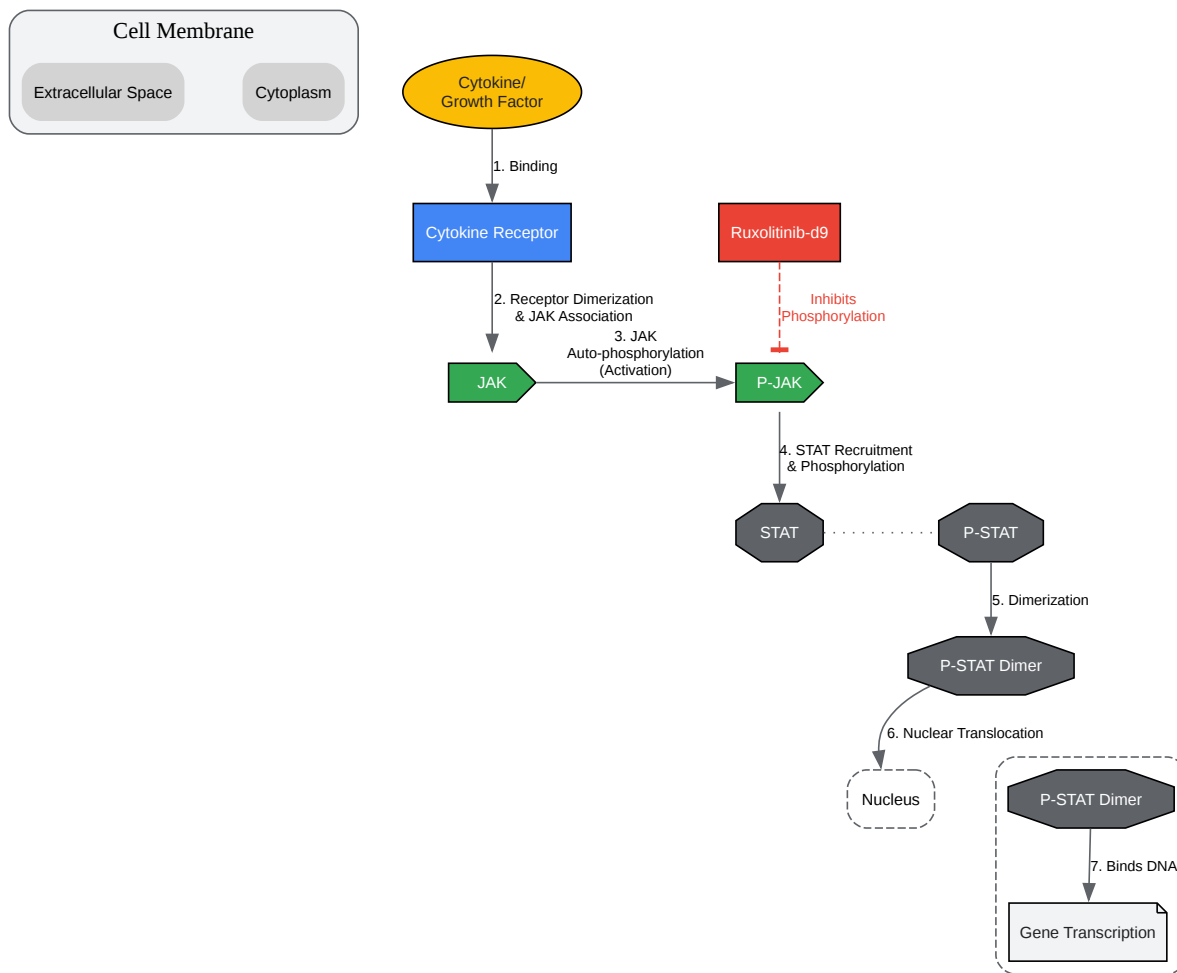 Cell Membrane
Extracellular Space
Cytoplasm
Cytokine/
Growth Factor
1. Binding
Cytokine Receptor
Ruxolitinib-d9
2. Receptor Dimerization
& JAK Association
Inhibits
Phosphorylation
3. JAK
Auto-phosphorylation
(Activation)
JAK
P-JAK
4. STAT Recruitment
& Phosphorylation
STAT
P-STAT
5. Dimerization
P-STAT Dimer
6. Nuclear Translocation
Nucleus
P-STAT Dimer
7. Binds DNA
Gene Transcription